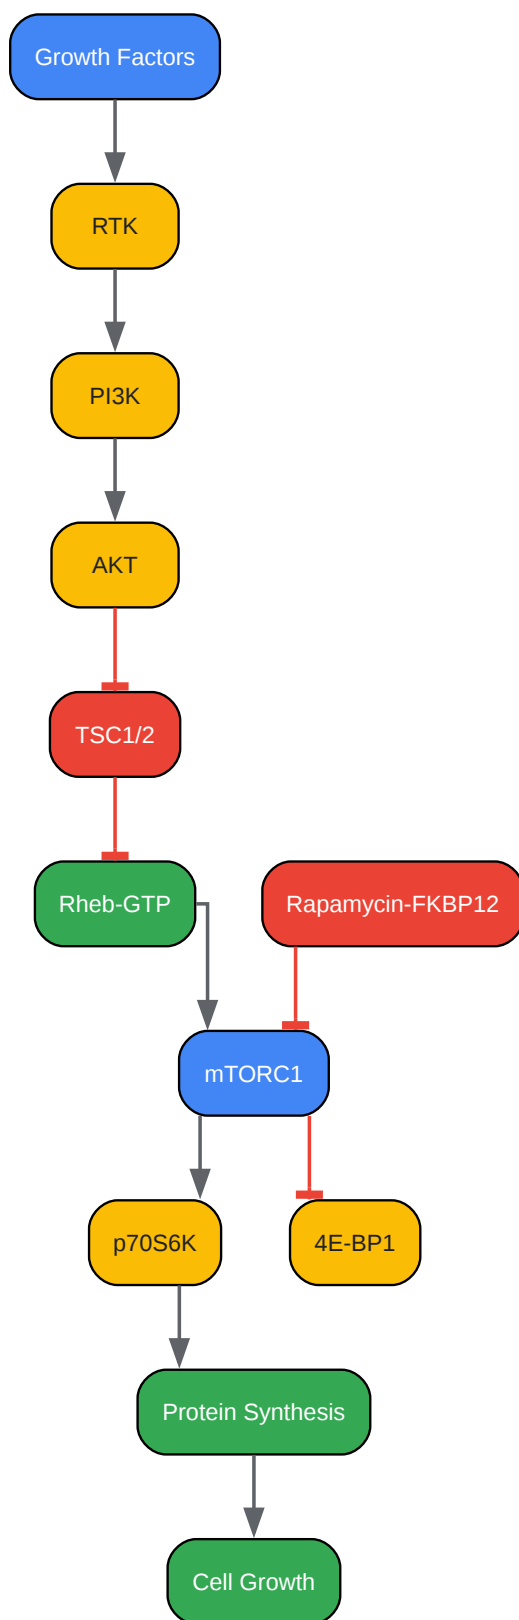 Growth Factors
RTK
PI3K
AKT
TSC1/2
Rheb-GTP
Rapamycin-FKBP12
mTORC1
p70S6K
4E-BP1
Protein Synthesis
Cell Growth